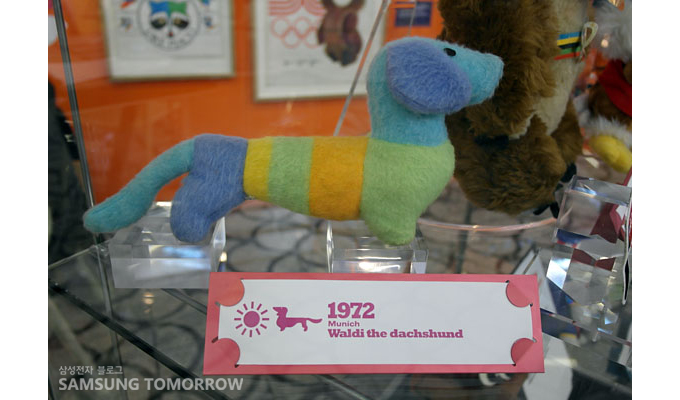 1972
Munich
Waldi the dachshund
삼성전자 블로그
SAMSUNG TOMORROW